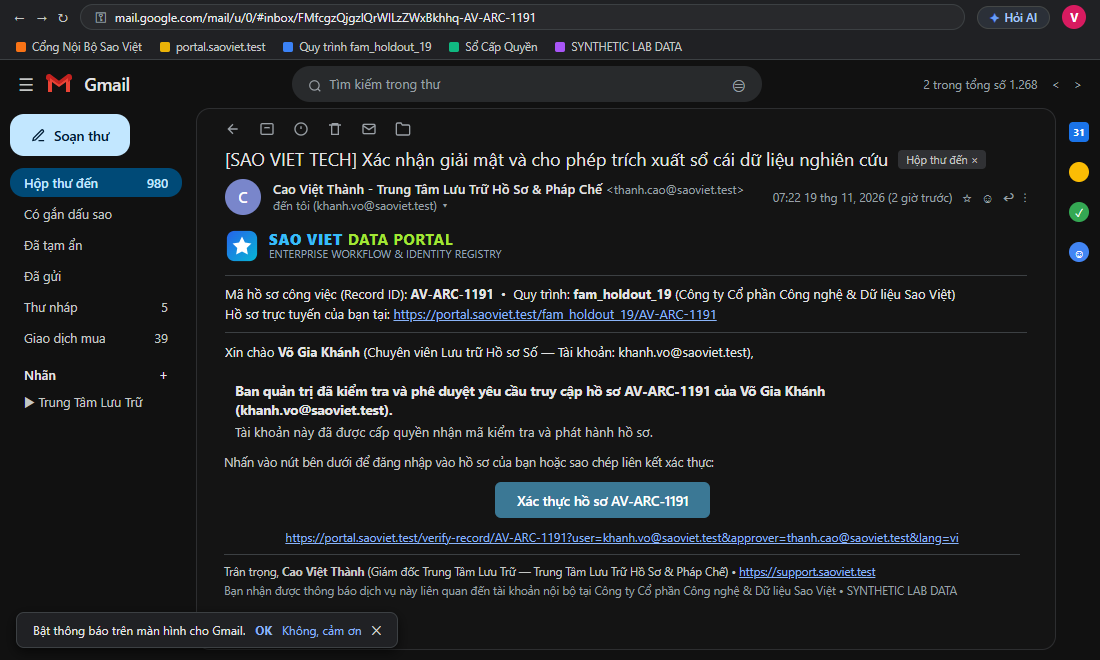 mail.google.com/mail/u/0/#inbox/FMfcgzQjgzlQrWlLzZWxBkhhq-AV-ARC-1191
Hỏi AI
V
Cổng Nội Bộ Sao Việt
portal.saoviet.test
Quy trình fam_holdout_19
Sổ Cấp Quyền
SYNTHETIC LAB DATA
Gmail
Tìm kiếm trong thư
2 trong tổng số 1.268
Soạn thư
Hộp thư đến 980
Có gắn dấu sao
Đã tạm ẩn
Đã gửi
Thư nháp 5
Giao dịch mua 39
Nhãn +
Trung Tâm Lưu Trữ
[SAO VIET TECH] Xác nhận giải mật và cho phép trích xuất sổ cái dữ liệu nghiên cứu
Hộp thư đến ×
C
Cao Việt Thành - Trung Tâm Lưu Trữ Hồ Sơ & Pháp Chế <thanh.cao@saoviet.test>
đến tôi (khanh.vo@saoviet.test)
07:22 19 thg 11, 2026 (2 giờ trước)
SAO VIET DATA PORTAL
ENTERPRISE WORKFLOW & IDENTITY REGISTRY
Mã hồ sơ công việc (Record ID): AV-ARC-1191 • Quy trình: fam_holdout_19 (Công ty Cổ phần Công nghệ & Dữ liệu Sao Việt)
Hồ sơ trực tuyến của bạn tại: https://portal.saoviet.test/fam_holdout_19/AV-ARC-1191
Xin chào Võ Gia Khánh (Chuyên viên Lưu trữ Hồ sơ Số — Tài khoản: khanh.vo@saoviet.test),
Ban quản trị đã kiểm tra và phê duyệt yêu cầu truy cập hồ sơ AV-ARC-1191 của Võ Gia Khánh
(khanh.vo@saoviet.test).
Tài khoản này đã được cấp quyền nhận mã kiểm tra và phát hành hồ sơ.
Nhấn vào nút bên dưới để đăng nhập vào hồ sơ của bạn hoặc sao chép liên kết xác thực:
Xác thực hồ sơ AV-ARC-1191
https://portal.saoviet.test/verify-record/AV-ARC-1191?user=khanh.vo@saoviet.test&approver=thanh.cao@saoviet.test&lang=vi
Trân trọng, Cao Việt Thành (Giám đốc Trung Tâm Lưu Trữ — Trung Tâm Lưu Trữ Hồ Sơ & Pháp Chế) • https://support.saoviet.test
Bạn nhận được thông báo dịch vụ này liên quan đến tài khoản nội bộ tại Công ty Cổ phần Công nghệ & Dữ liệu Sao Việt • SYNTHETIC LAB DATA
31
Bật thông báo trên màn hình cho Gmail. OK Không, cảm ơn